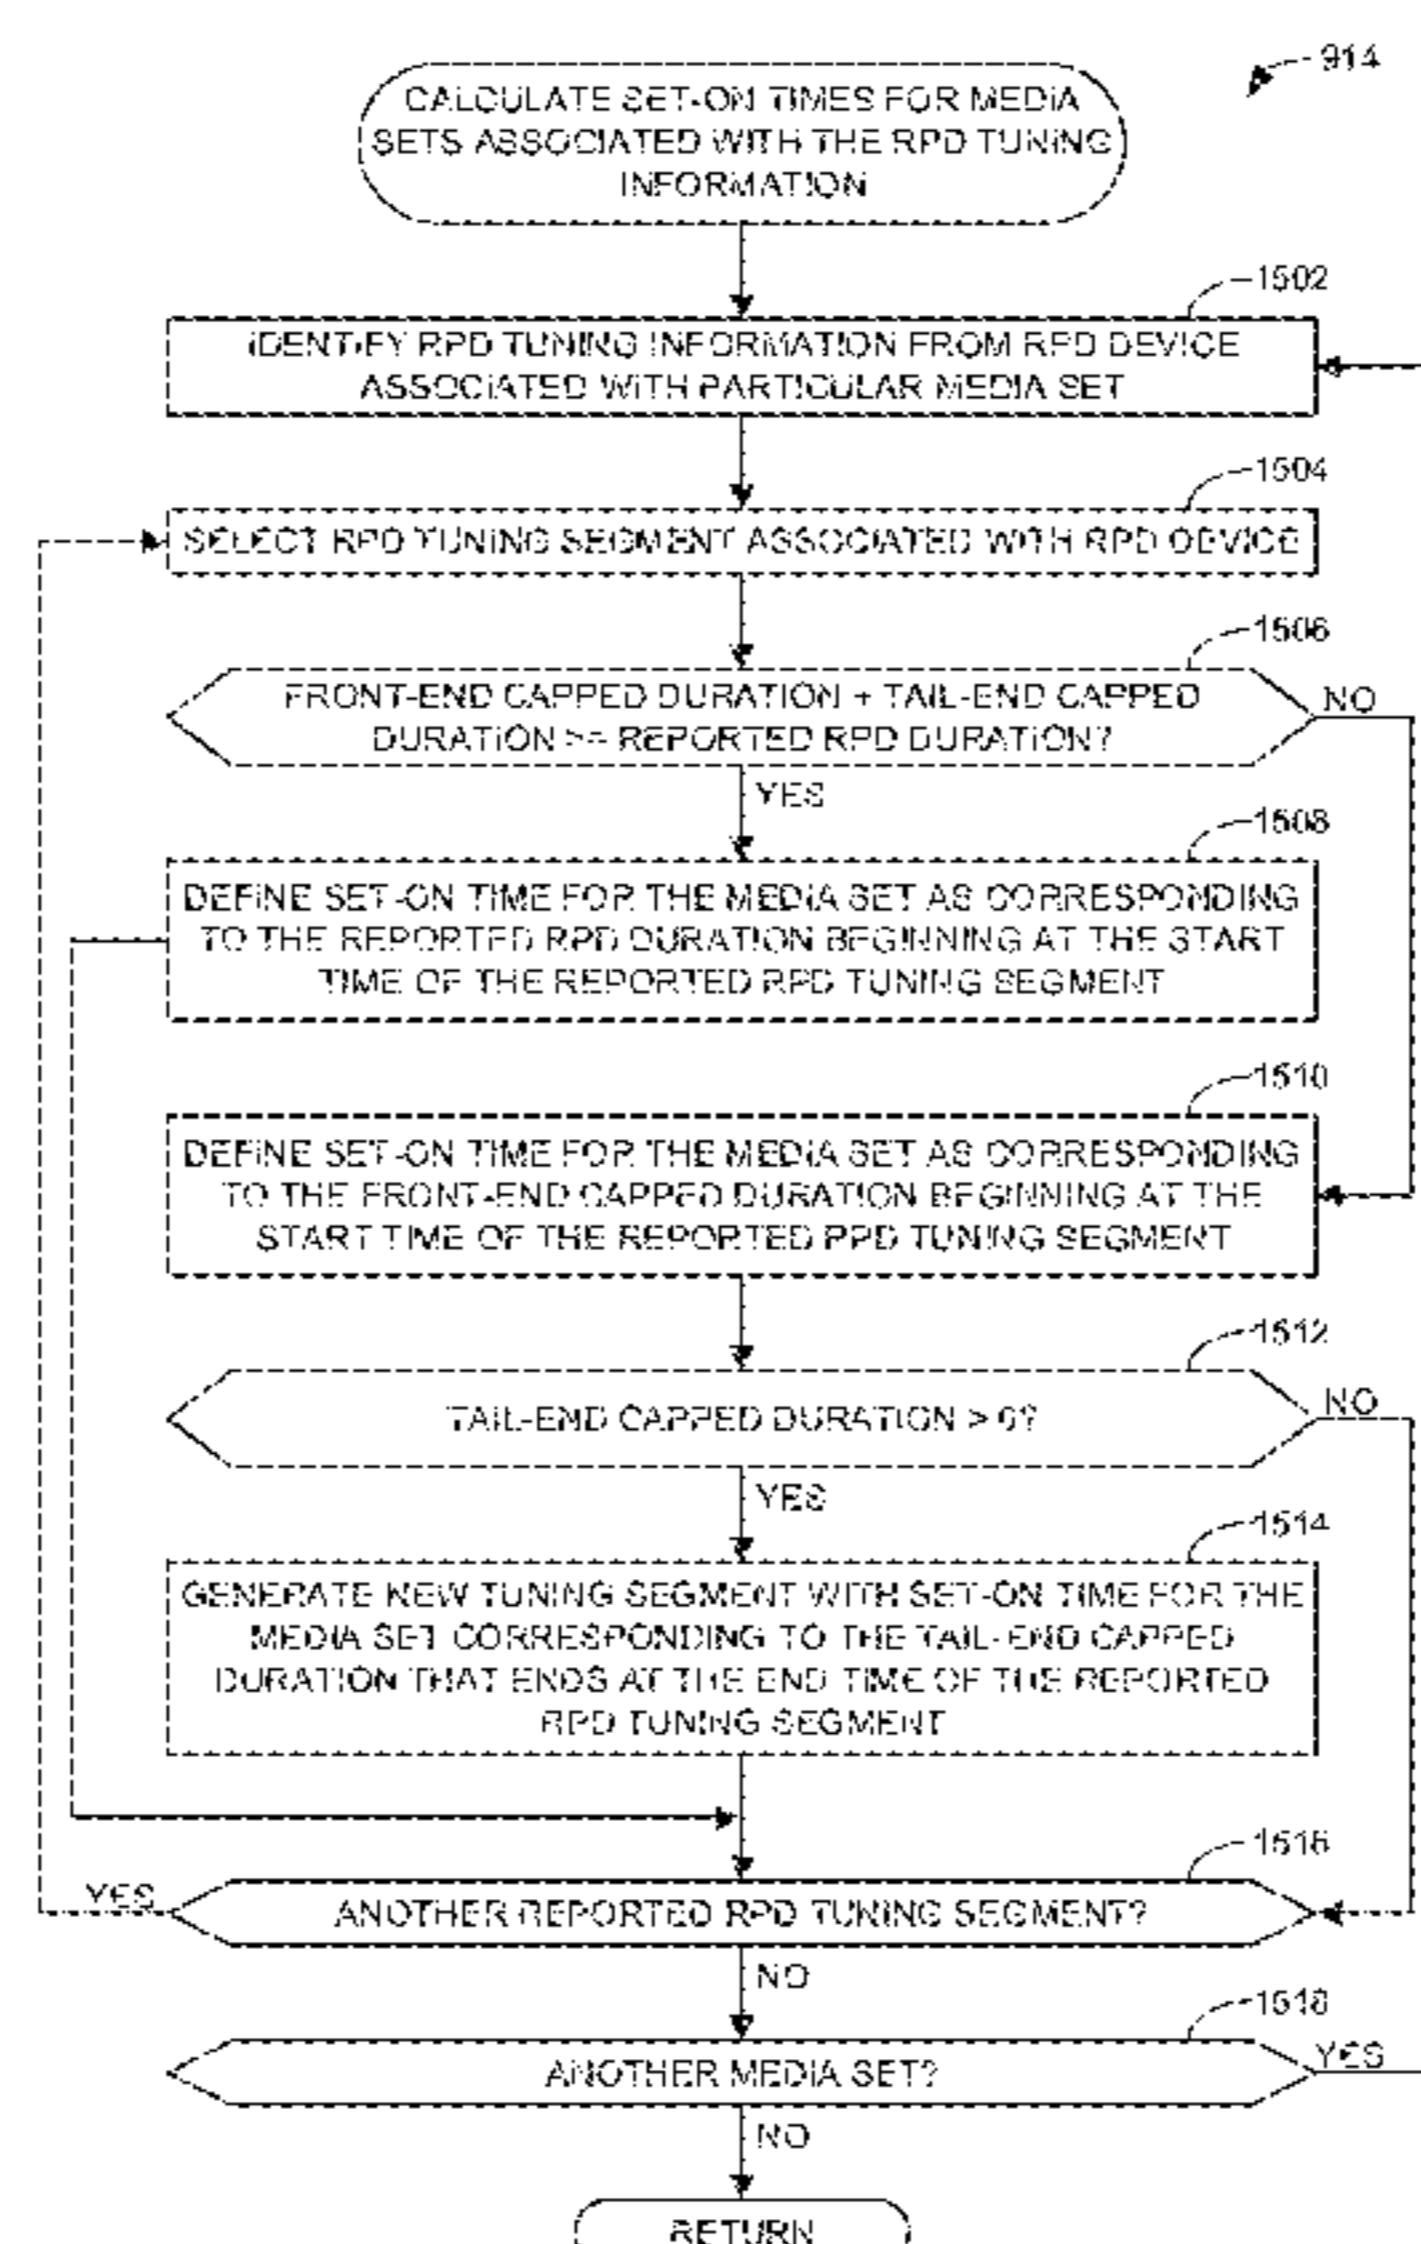 914
CALCULATE SET-ON TIMES FOR MEDIA
SETS ASSOCIATED WITH THE RPD TUNING
INFORMATION
1502
IDENTIFY RPD TUNING INFORMATION FROM RPD DEVICE
ASSOCIATED WITH PARTICULAR MEDIA SET
1504
SELECT RPD TUNING SEGMENT ASSOCIATED WITH RPD DEVICE
1506
FRONT-END CAPPED DURATION + TAIL-END CAPPED
DURATION >= REPORTED RPD DURATION?
NO
YES
1508
DEFINE SET-ON TIME FOR THE MEDIA SET AS CORRESPONDING
TO THE REPORTED RPD DURATION BEGINNING AT THE START
TIME OF THE REPORTED RPD TUNING SEGMENT
1510
DEFINE SET-ON TIME FOR THE MEDIA SET AS CORRESPONDING
TO THE FRONT-END CAPPED DURATION BEGINNING AT THE
START TIME OF THE REPORTED RPD TUNING SEGMENT
1512
TAIL-END CAPPED DURATION > 0?
NO
YES
1514
GENERATE NEW TUNING SEGMENT WITH SET-ON TIME FOR THE
MEDIA SET CORRESPONDING TO THE TAIL-END CAPPED
DURATION THAT ENDS AT THE END TIME OF THE REPORTED
RPD TUNING SEGMENT
1516
YES
ANOTHER REPORTED RPD TUNING SEGMENT?
NO
1518
ANOTHER MEDIA SET?
YES
NO
RETURN